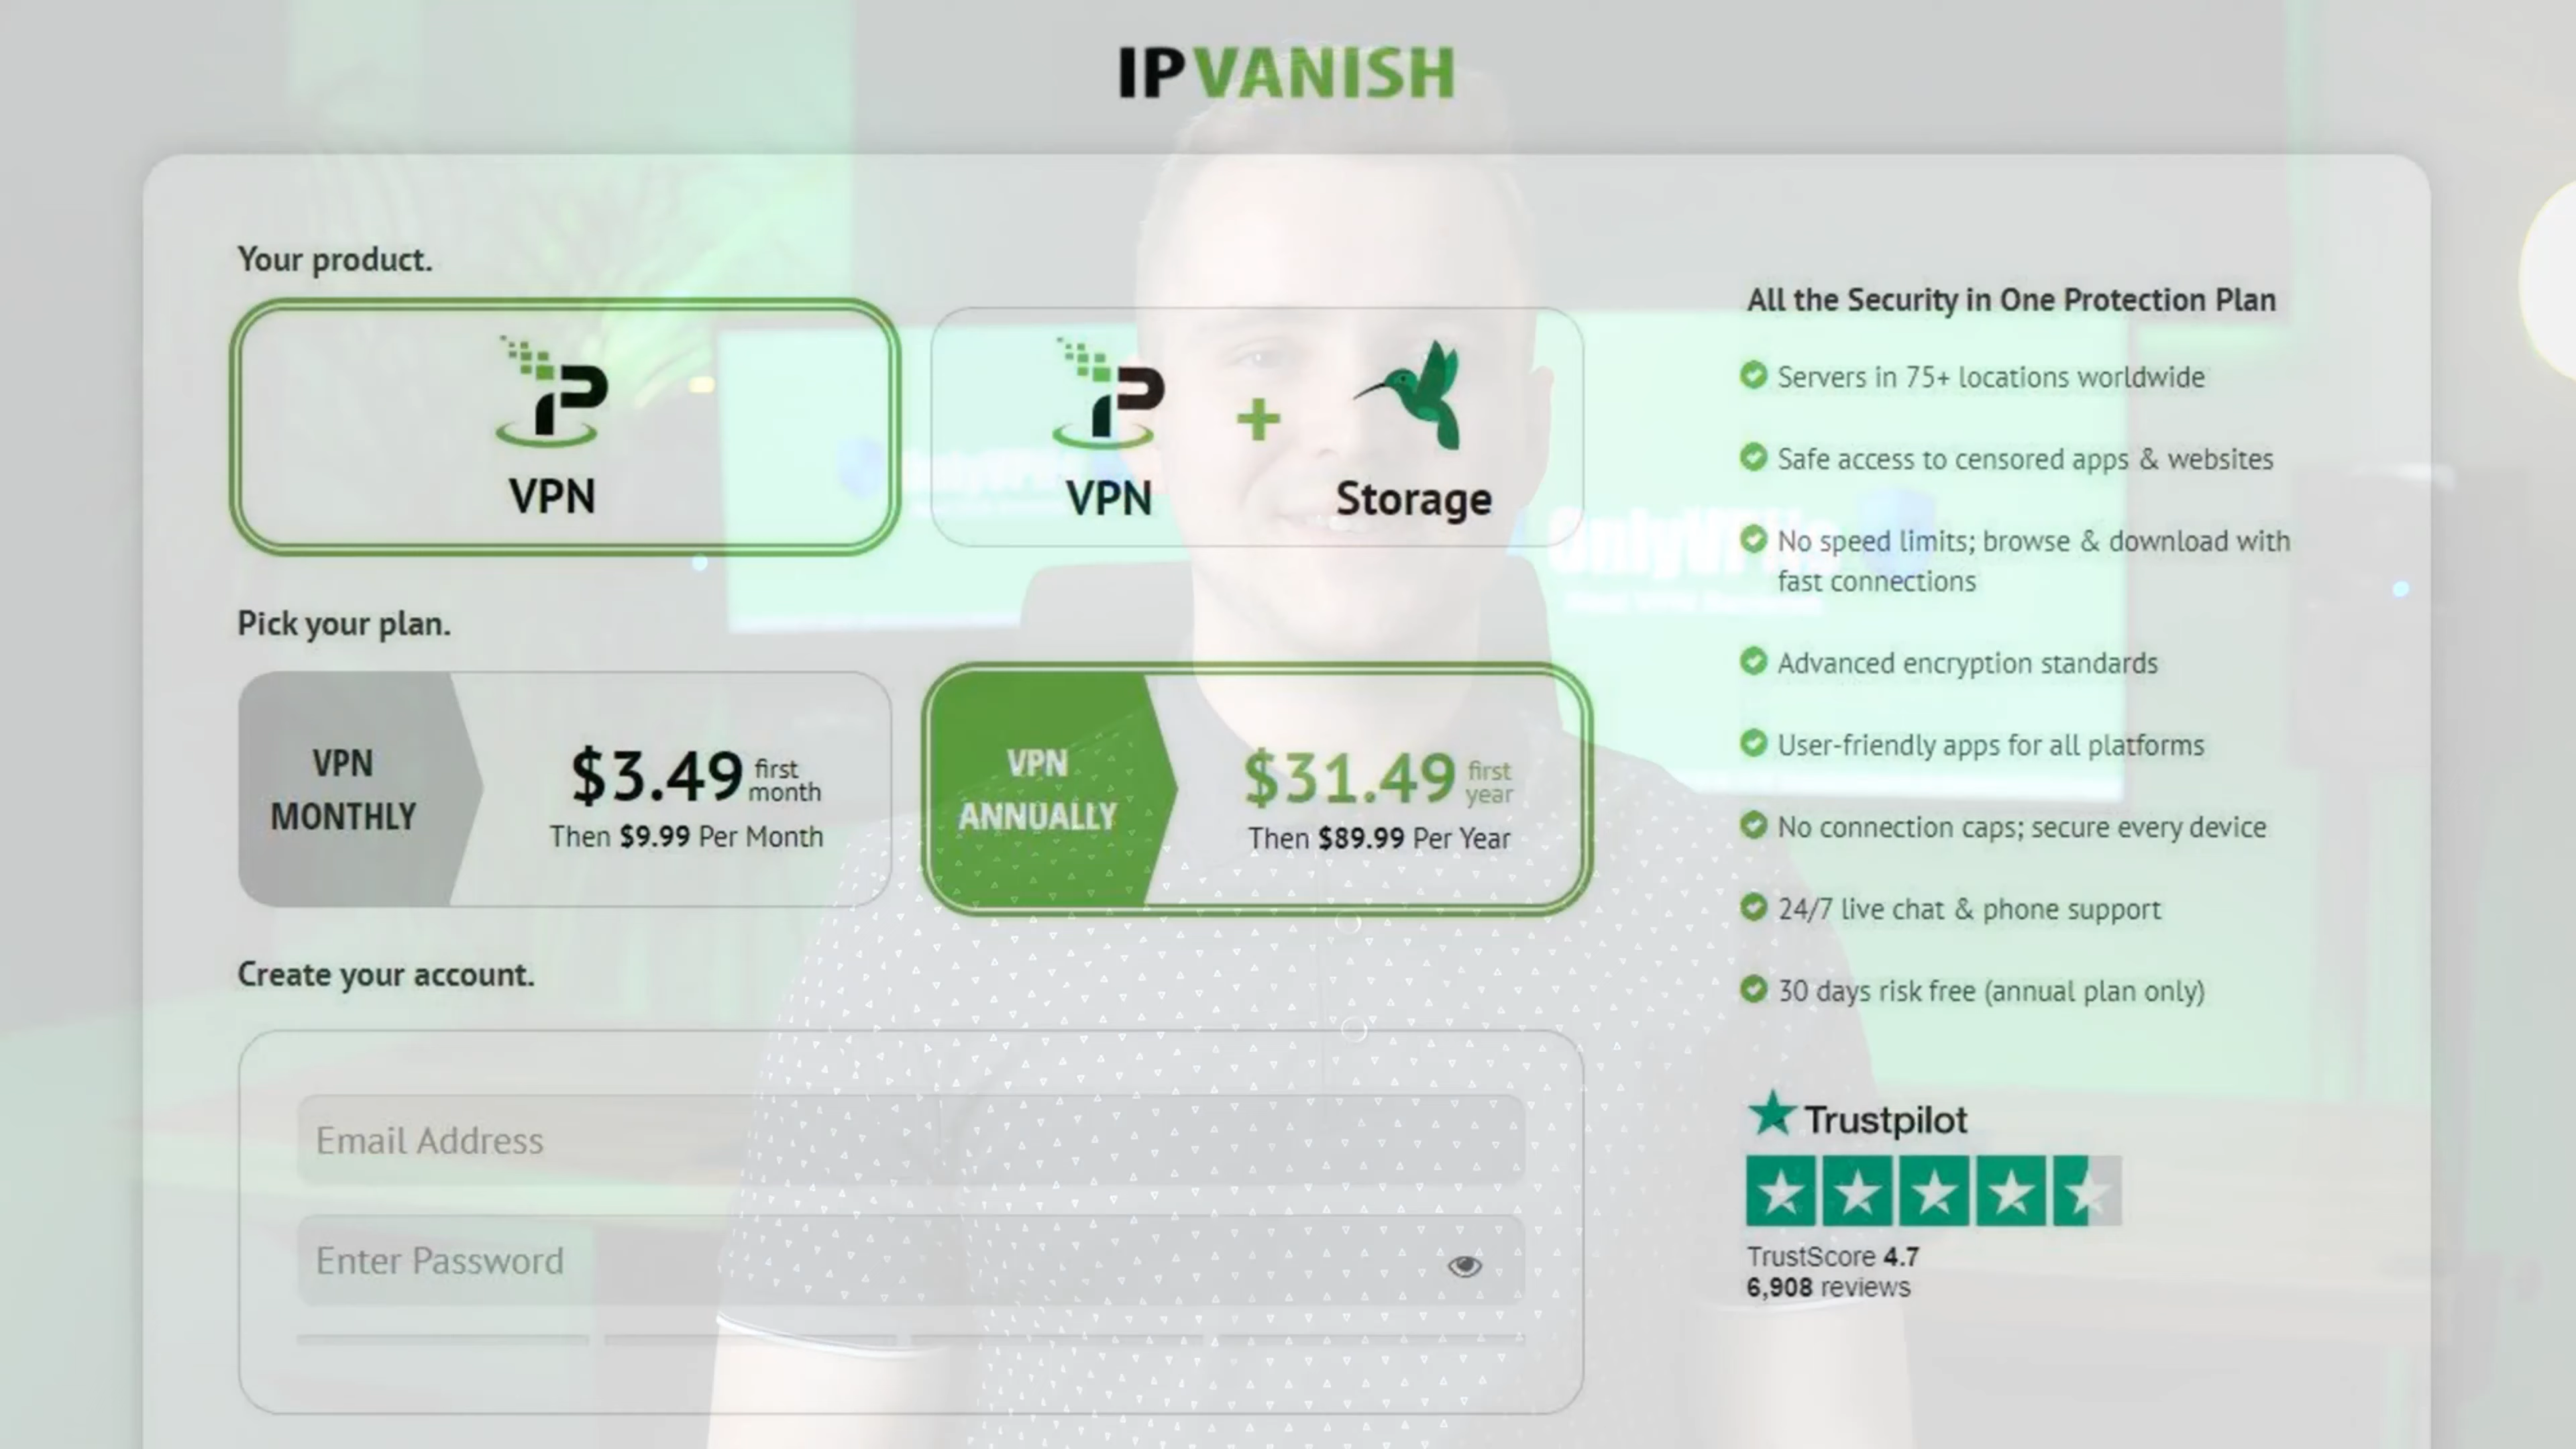 IPVANISH
Your product.
VPN
VPN
+
Storage
Pick your plan.
VPN
MONTHLY
$3.49 first
month
Then $9.99 Per Month
VPN
ANNUALLY
$31.49 first
year
Then $89.99 Per Year
Create your account.
Email Address
Enter Password
All the Security in One Protection Plan
Servers in 75+ locations worldwide
Safe access to censored apps & websites
No speed limits; browse & download with
fast connections
Advanced encryption standards
User-friendly apps for all platforms
No connection caps; secure every device
24/7 live chat & phone support
30 days risk free (annual plan only)
Trustpilot
TrustScore 4.7
6,908 reviews
OnlyVPNs